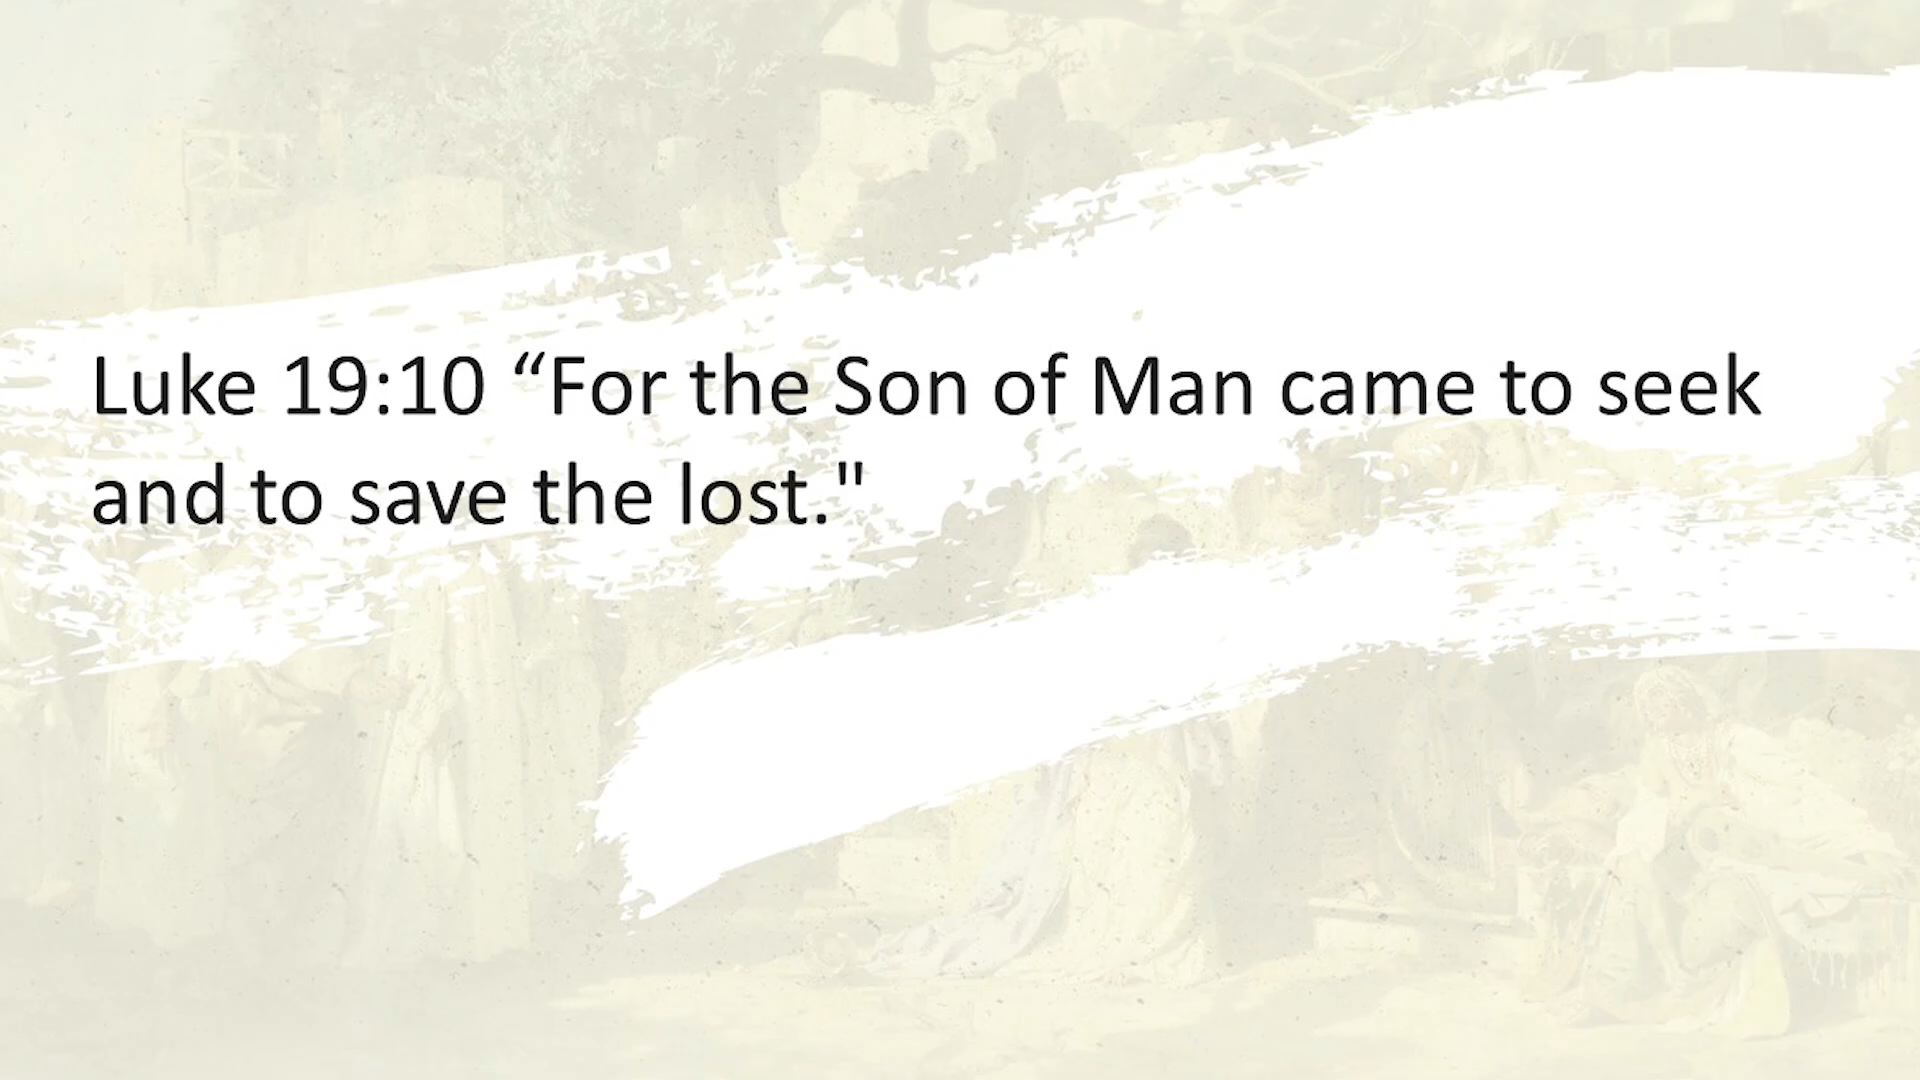 Luke 19:10 “For the Son of Man came to seek
and to save the lost."